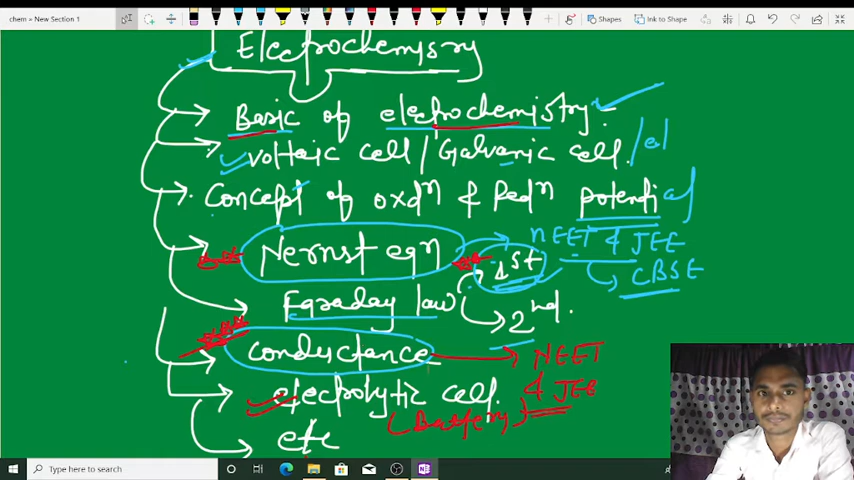 chem = New Section 1
Shapes
Ink to Shape
Electrochemisry
Basic of electrochemistry :-
voltaic cell / Galvanic cell. / el
Concept of oxdⁿ & Redⁿ potential
Nernst eqn
1st
NEET & JEE
CBSE
Faraday law
2nd.
conductance
NEET
& JEE
electrolytic cell.
(Battery)
etc
Type here to search